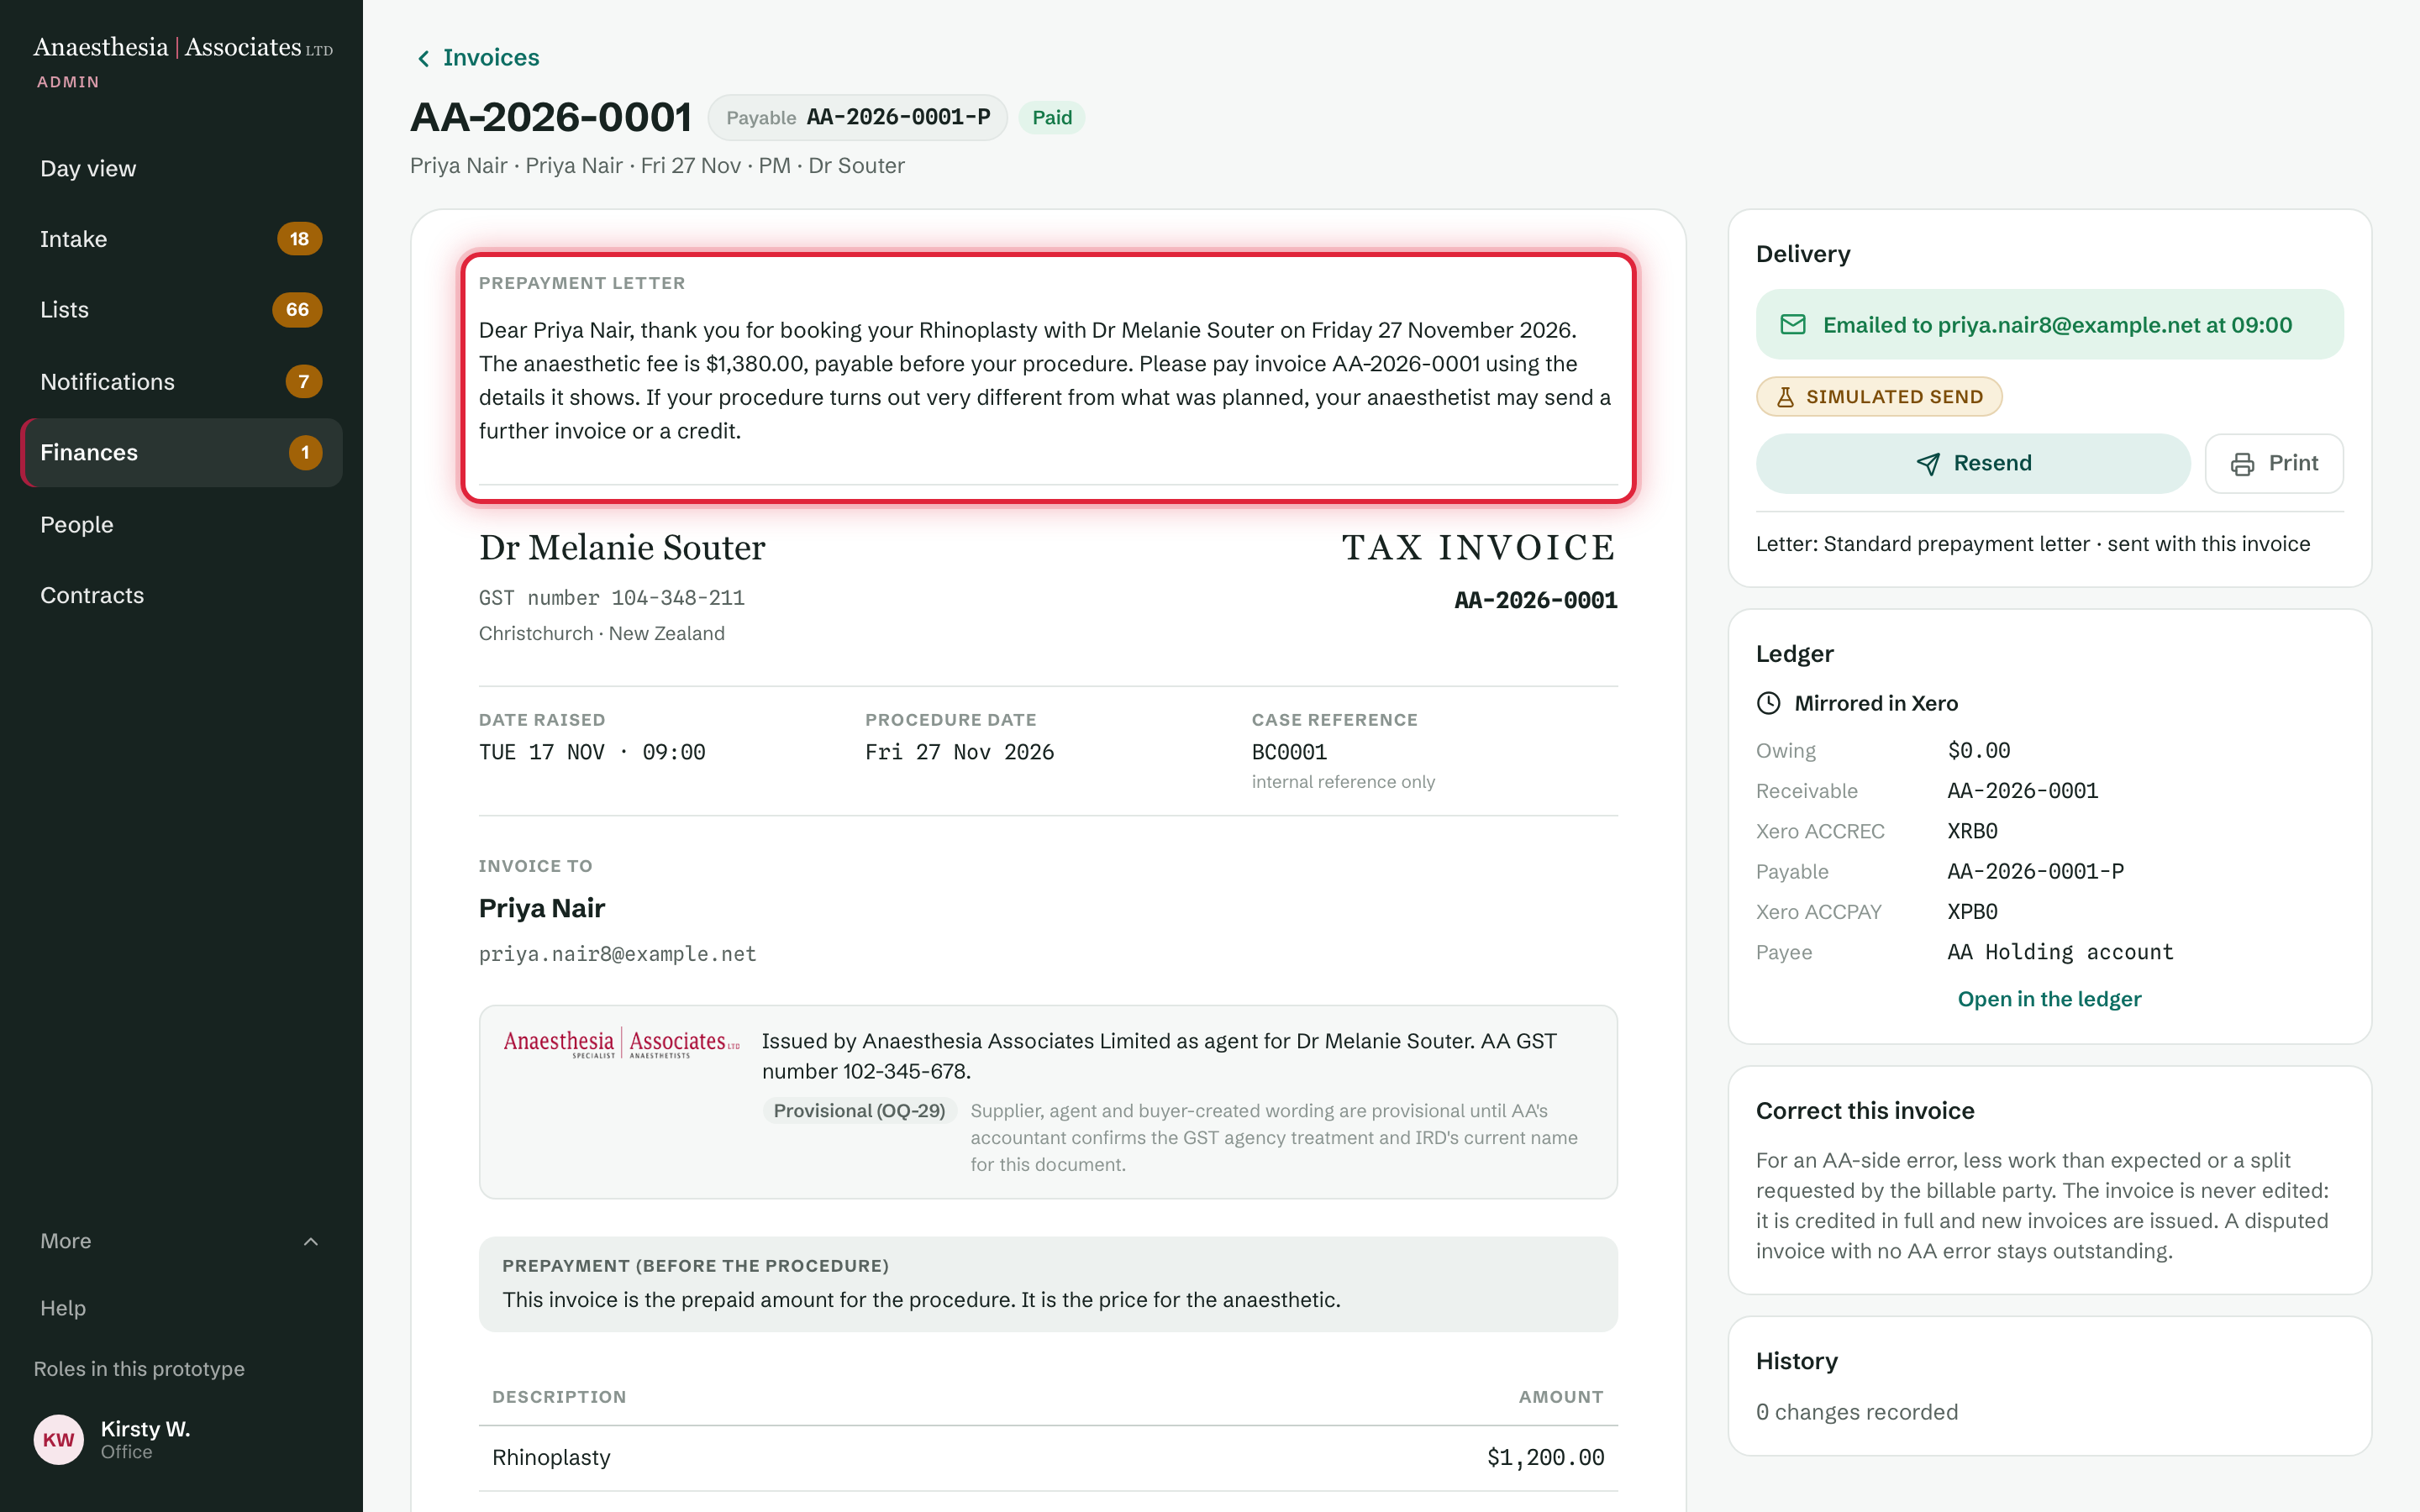 Anaesthesia | Associates LTD
ADMIN
Day view
Intake 18
Lists 66
Notifications 7
Finances 1
People
Contracts
More
Help
Roles in this prototype
KW
Kirsty W.
Office
Invoices
AA-2026-0001 Payable AA-2026-0001-P Paid
Priya Nair · Priya Nair · Fri 27 Nov · PM · Dr Souter
PREPAYMENT LETTER
Dear Priya Nair, thank you for booking your Rhinoplasty with Dr Melanie Souter on Friday 27 November 2026.
The anaesthetic fee is $1,380.00, payable before your procedure. Please pay invoice AA-2026-0001 using the
details it shows. If your procedure turns out very different from what was planned, your anaesthetist may send a
further invoice or a credit.
Dr Melanie Souter
GST number 104-348-211
Christchurch · New Zealand
TAX INVOICE
AA-2026-0001
DATE RAISED
TUE 17 NOV · 09:00
PROCEDURE DATE
Fri 27 Nov 2026
CASE REFERENCE
BC0001
internal reference only
INVOICE TO
Priya Nair
priya.nair8@example.net
Anaesthesia | Associates LTD
SPECIALIST ANAESTHETISTS
Issued by Anaesthesia Associates Limited as agent for Dr Melanie Souter. AA GST
number 102-345-678.
Provisional (OQ-29)
Supplier, agent and buyer-created wording are provisional until AA's
accountant confirms the GST agency treatment and IRD's current name
for this document.
PREPAYMENT (BEFORE THE PROCEDURE)
This invoice is the prepaid amount for the procedure. It is the price for the anaesthetic.
DESCRIPTION AMOUNT
Rhinoplasty $1,200.00
Delivery
Emailed to priya.nair8@example.net at 09:00
SIMULATED SEND
Resend
Print
Letter: Standard prepayment letter · sent with this invoice
Ledger
Mirrored in Xero
Owing $0.00
Receivable AA-2026-0001
Xero ACCREC XRB0
Payable AA-2026-0001-P
Xero ACCPAY XPB0
Payee AA Holding account
Open in the ledger
Correct this invoice
For an AA-side error, less work than expected or a split
requested by the billable party. The invoice is never edited:
it is credited in full and new invoices are issued. A disputed
invoice with no AA error stays outstanding.
History
0 changes recorded